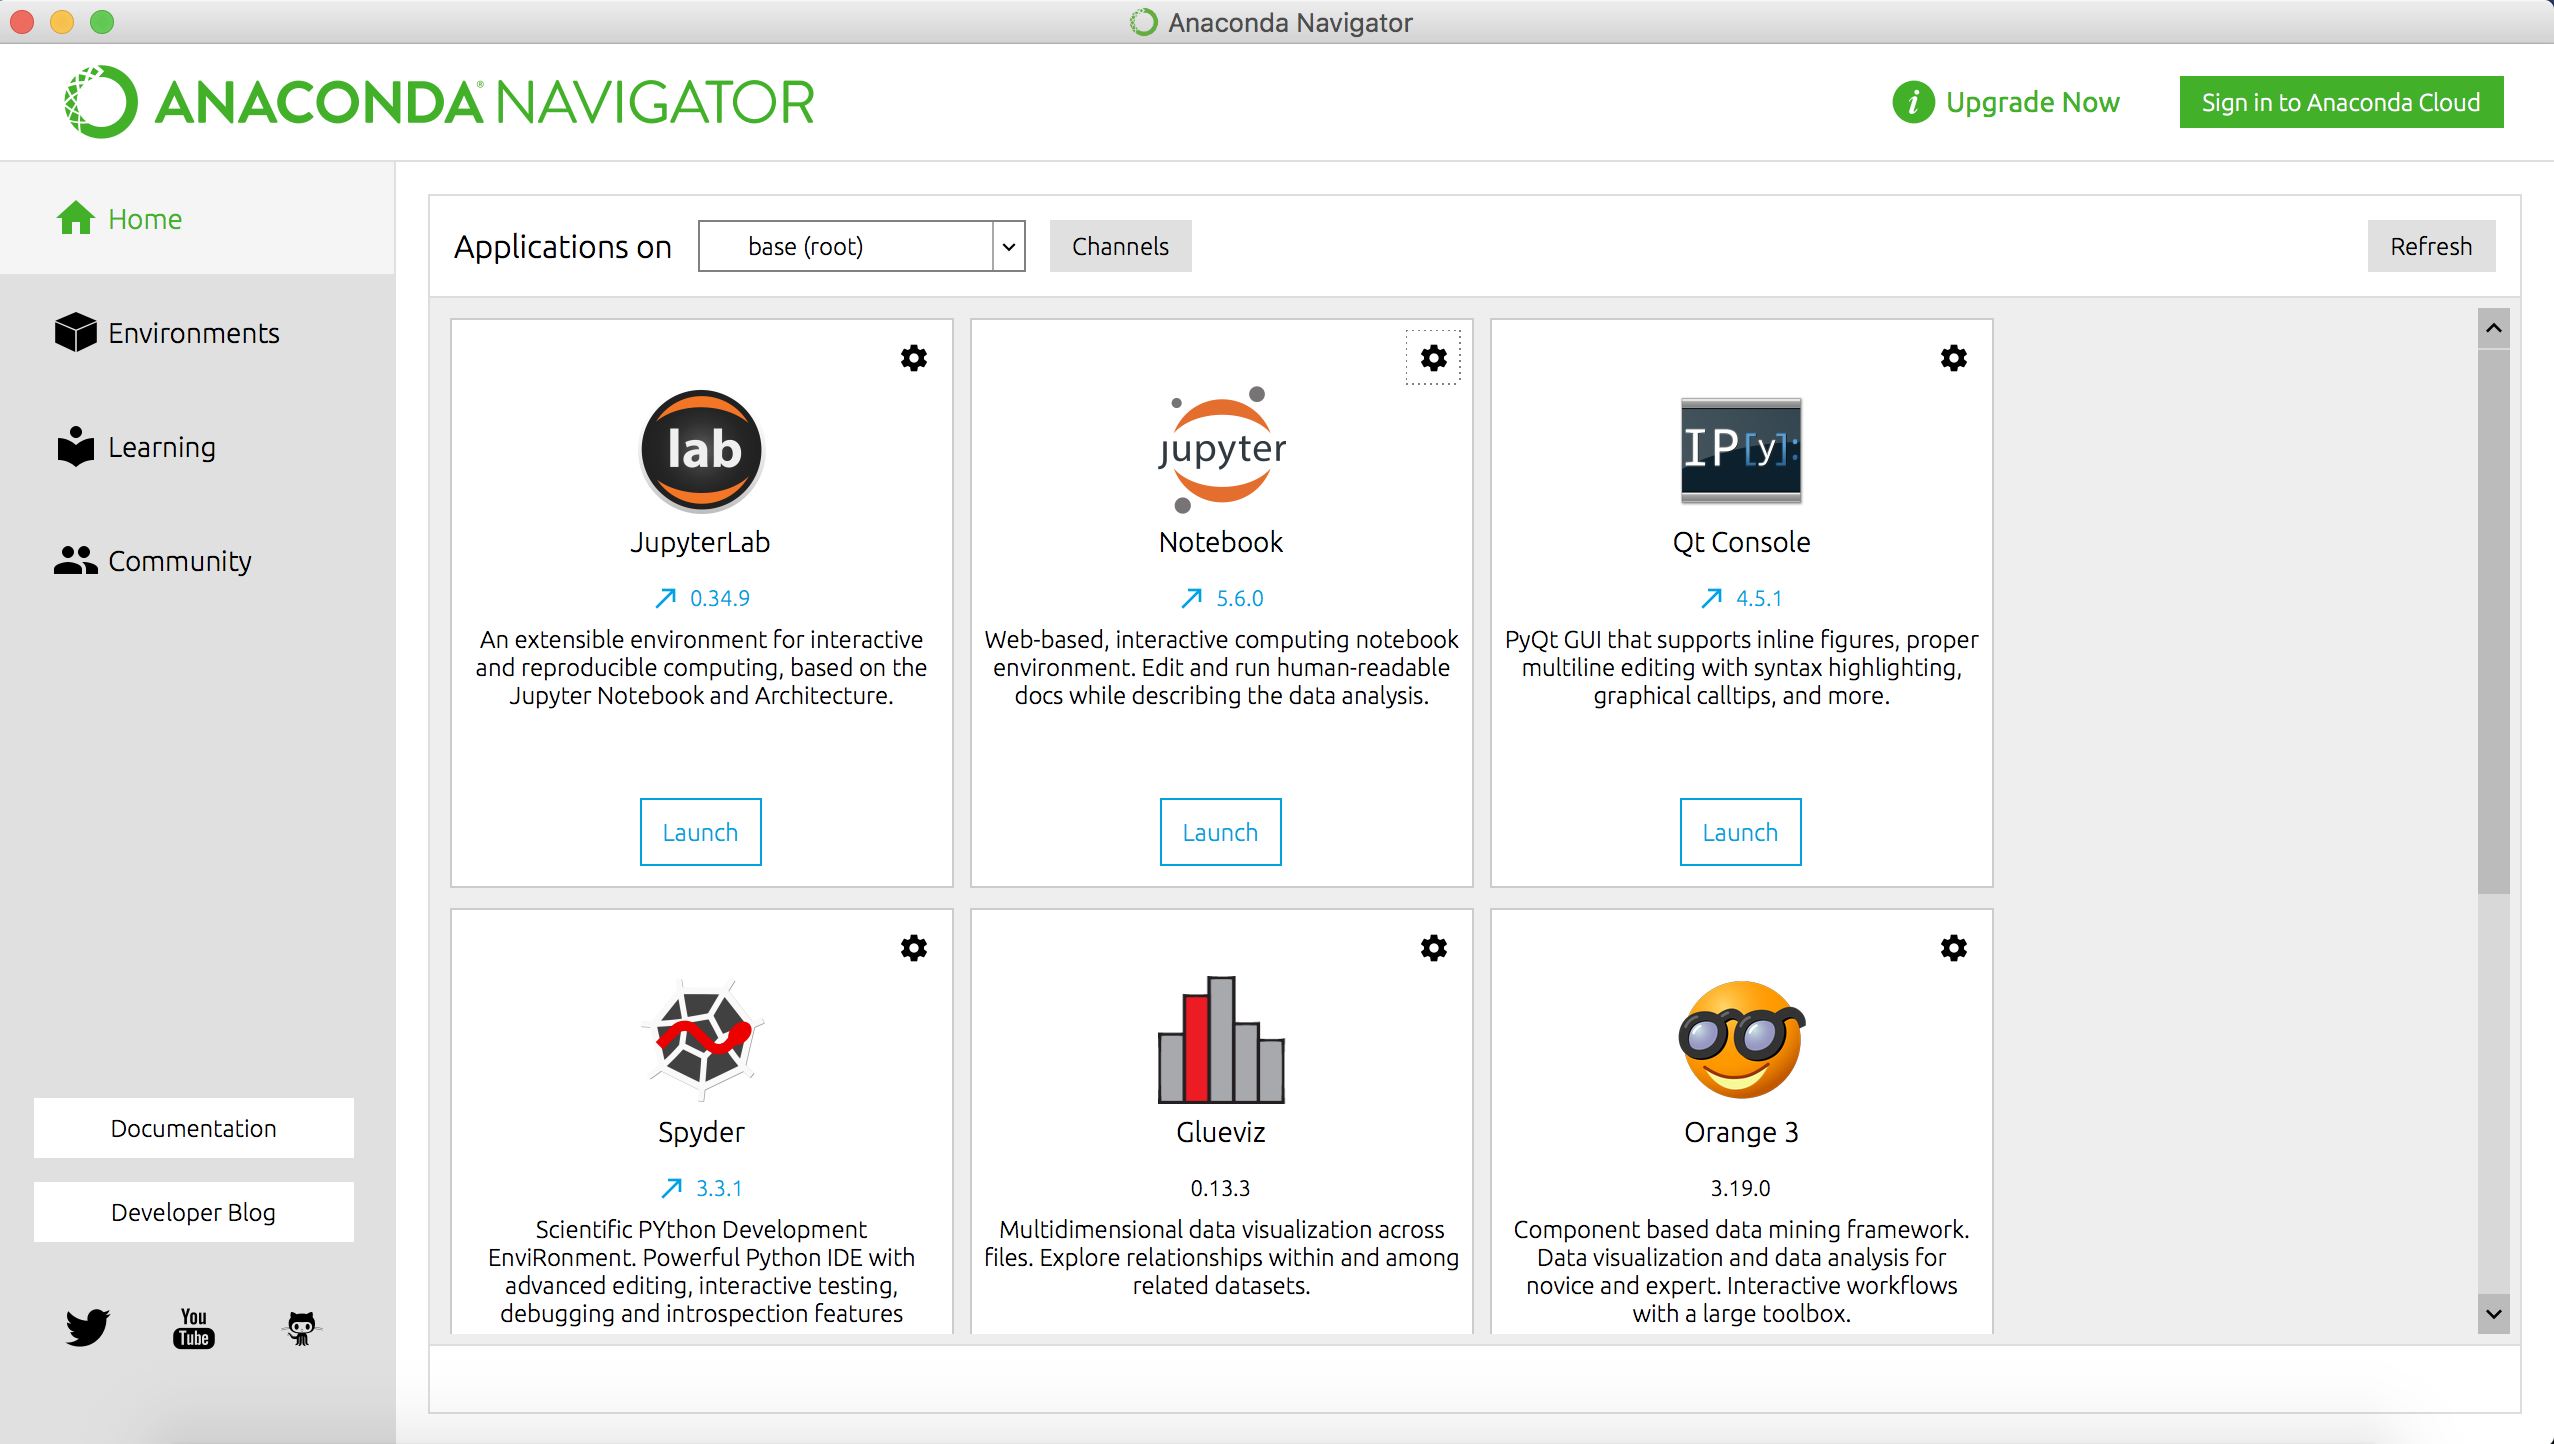 Anaconda Navigator
ANACONDA® NAVIGATOR
i Upgrade Now
Sign in to Anaconda Cloud
Home
Environments
Learning
Community
Documentation
Developer Blog
You
Tube
Applications on
base (root)
Channels
Refresh
lab
JupyterLab
0.34.9
An extensible environment for interactive
and reproducible computing, based on the
Jupyter Notebook and Architecture.
Launch
jupyter
Notebook
5.6.0
Web-based, interactive computing notebook
environment. Edit and run human-readable
docs while describing the data analysis.
Launch
IP[y]:
Qt Console
4.5.1
PyQt GUI that supports inline figures, proper
multiline editing with syntax highlighting,
graphical calltips, and more.
Launch
Spyder
3.3.1
Scientific PYthon Development
EnviRonment. Powerful Python IDE with
advanced editing, interactive testing,
debugging and introspection features
Glueviz
0.13.3
Multidimensional data visualization across
files. Explore relationships within and among
related datasets.
Orange 3
3.19.0
Component based data mining framework.
Data visualization and data analysis for
novice and expert. Interactive workflows
with a large toolbox.